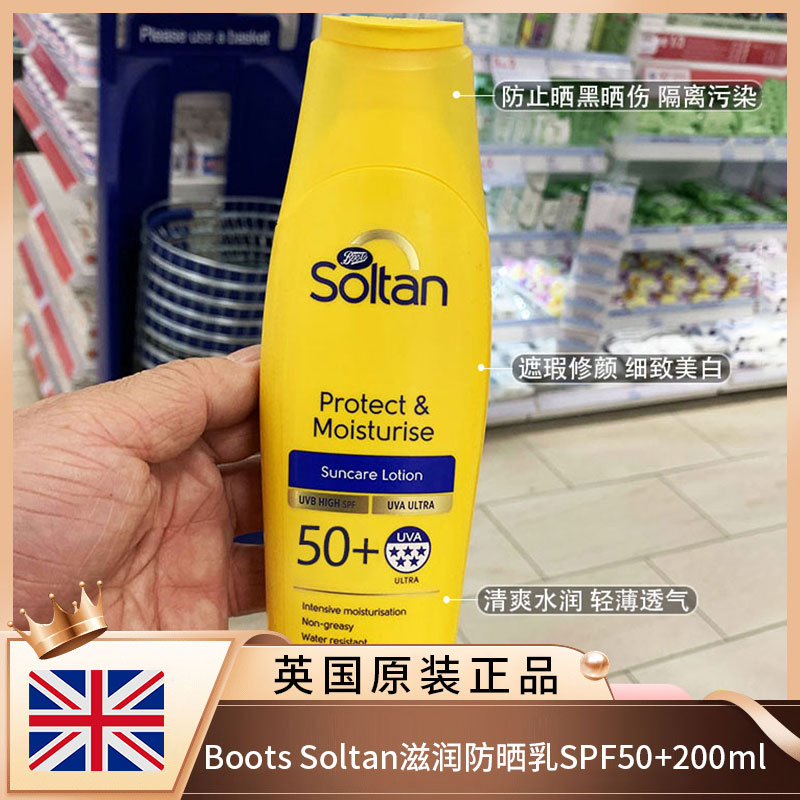 Please use a basket
防止晒黑晒伤 隔离污染
Boots
Soltan
遮瑕修颜 细致美白
Protect &
Moisturise
Suncare Lotion
UVB HIGH SPF
UVA ULTRA
50+
UVA
ULTRA
清爽水润 轻薄透气
Intensive moisturisation
Non-greasy
Water resistant
英国原装正品
Boots Soltan滋润防晒乳SPF50+200ml